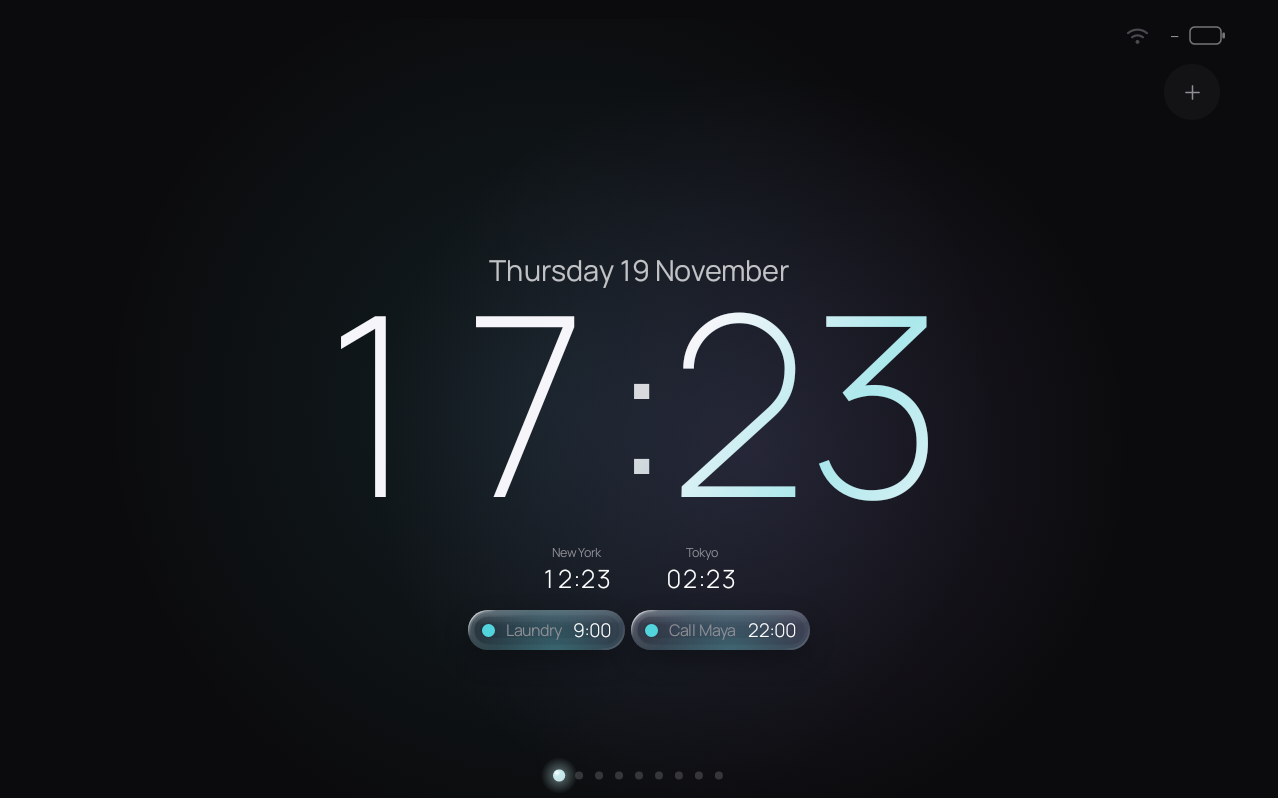 –
+
Thursday 19 November
17:23
New York Tokyo
12:23 02:23
Laundry 9:00 Call Maya 22:00